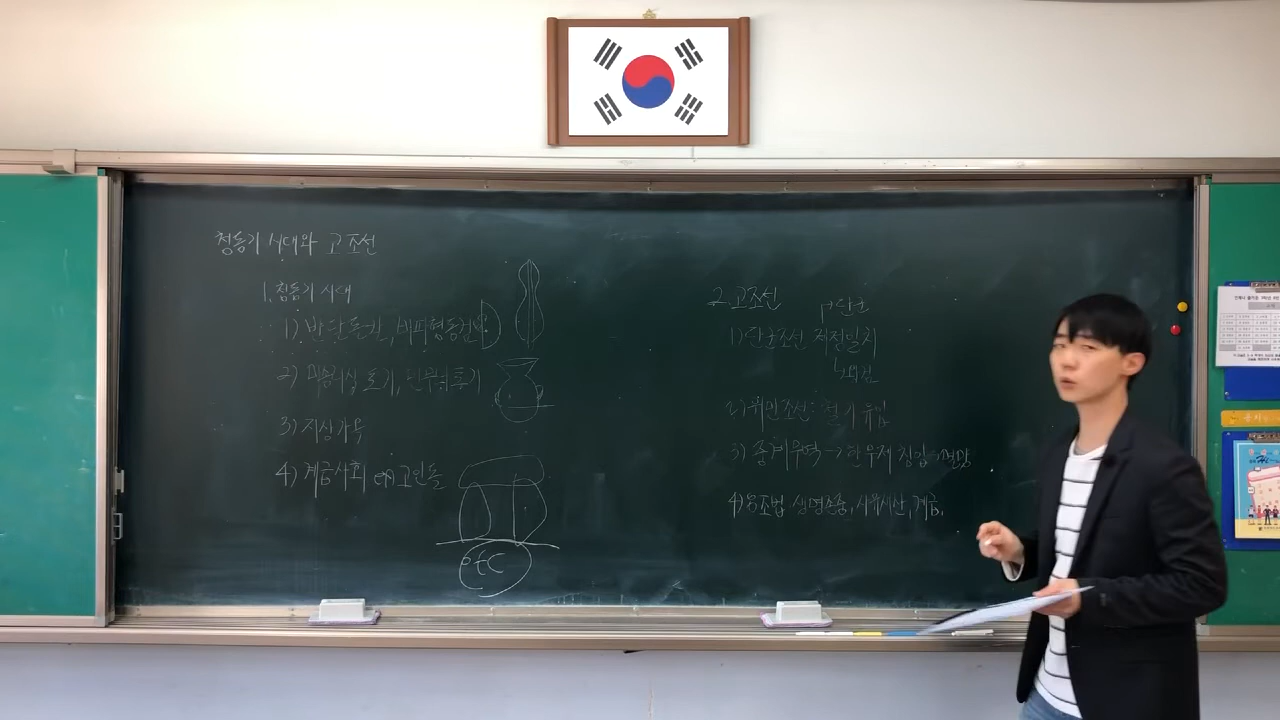 청동기 시대와 고조선
1. 청동기 시대
1) 반달돌칼, 비파형동검
2) 미송리식 토기, 민무늬토기
3) 지상가옥
4) 계급사회 ex) 고인돌
etc
2. 고조선
단군
1) 단군조선 제정일치
왕검
2) 위만조선: 철기 유입
3) 중계무역 → 한 무제 침입 → 멸망
4) 8조법 생명존중, 사유재산, 계급.